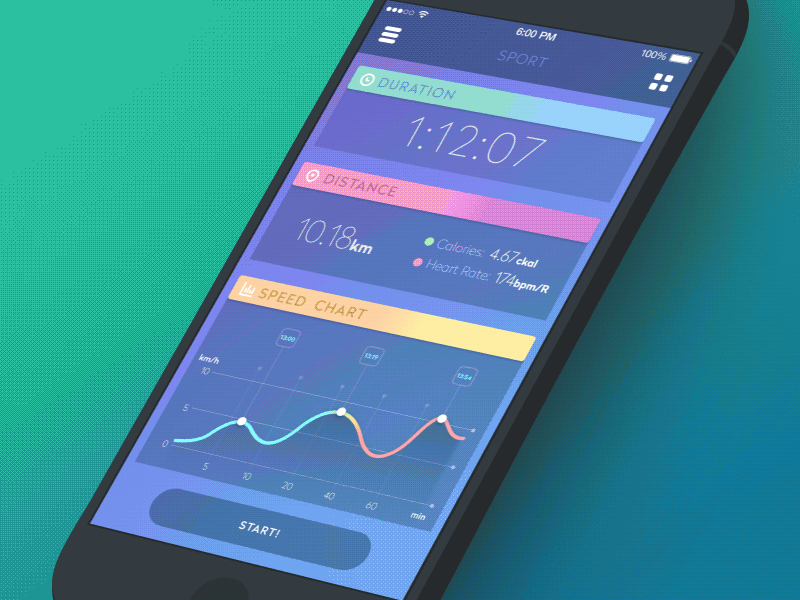 6:00 PM
100%
SPORT
DURATION
1:12:07
DISTANCE
10.18km
Calories: 4.67ckal
Heart Rate: 174bpm/R
SPEED CHART
13:00
13:19
13:54
km/h
10
5
0
5
10
20
40
60
min
START!